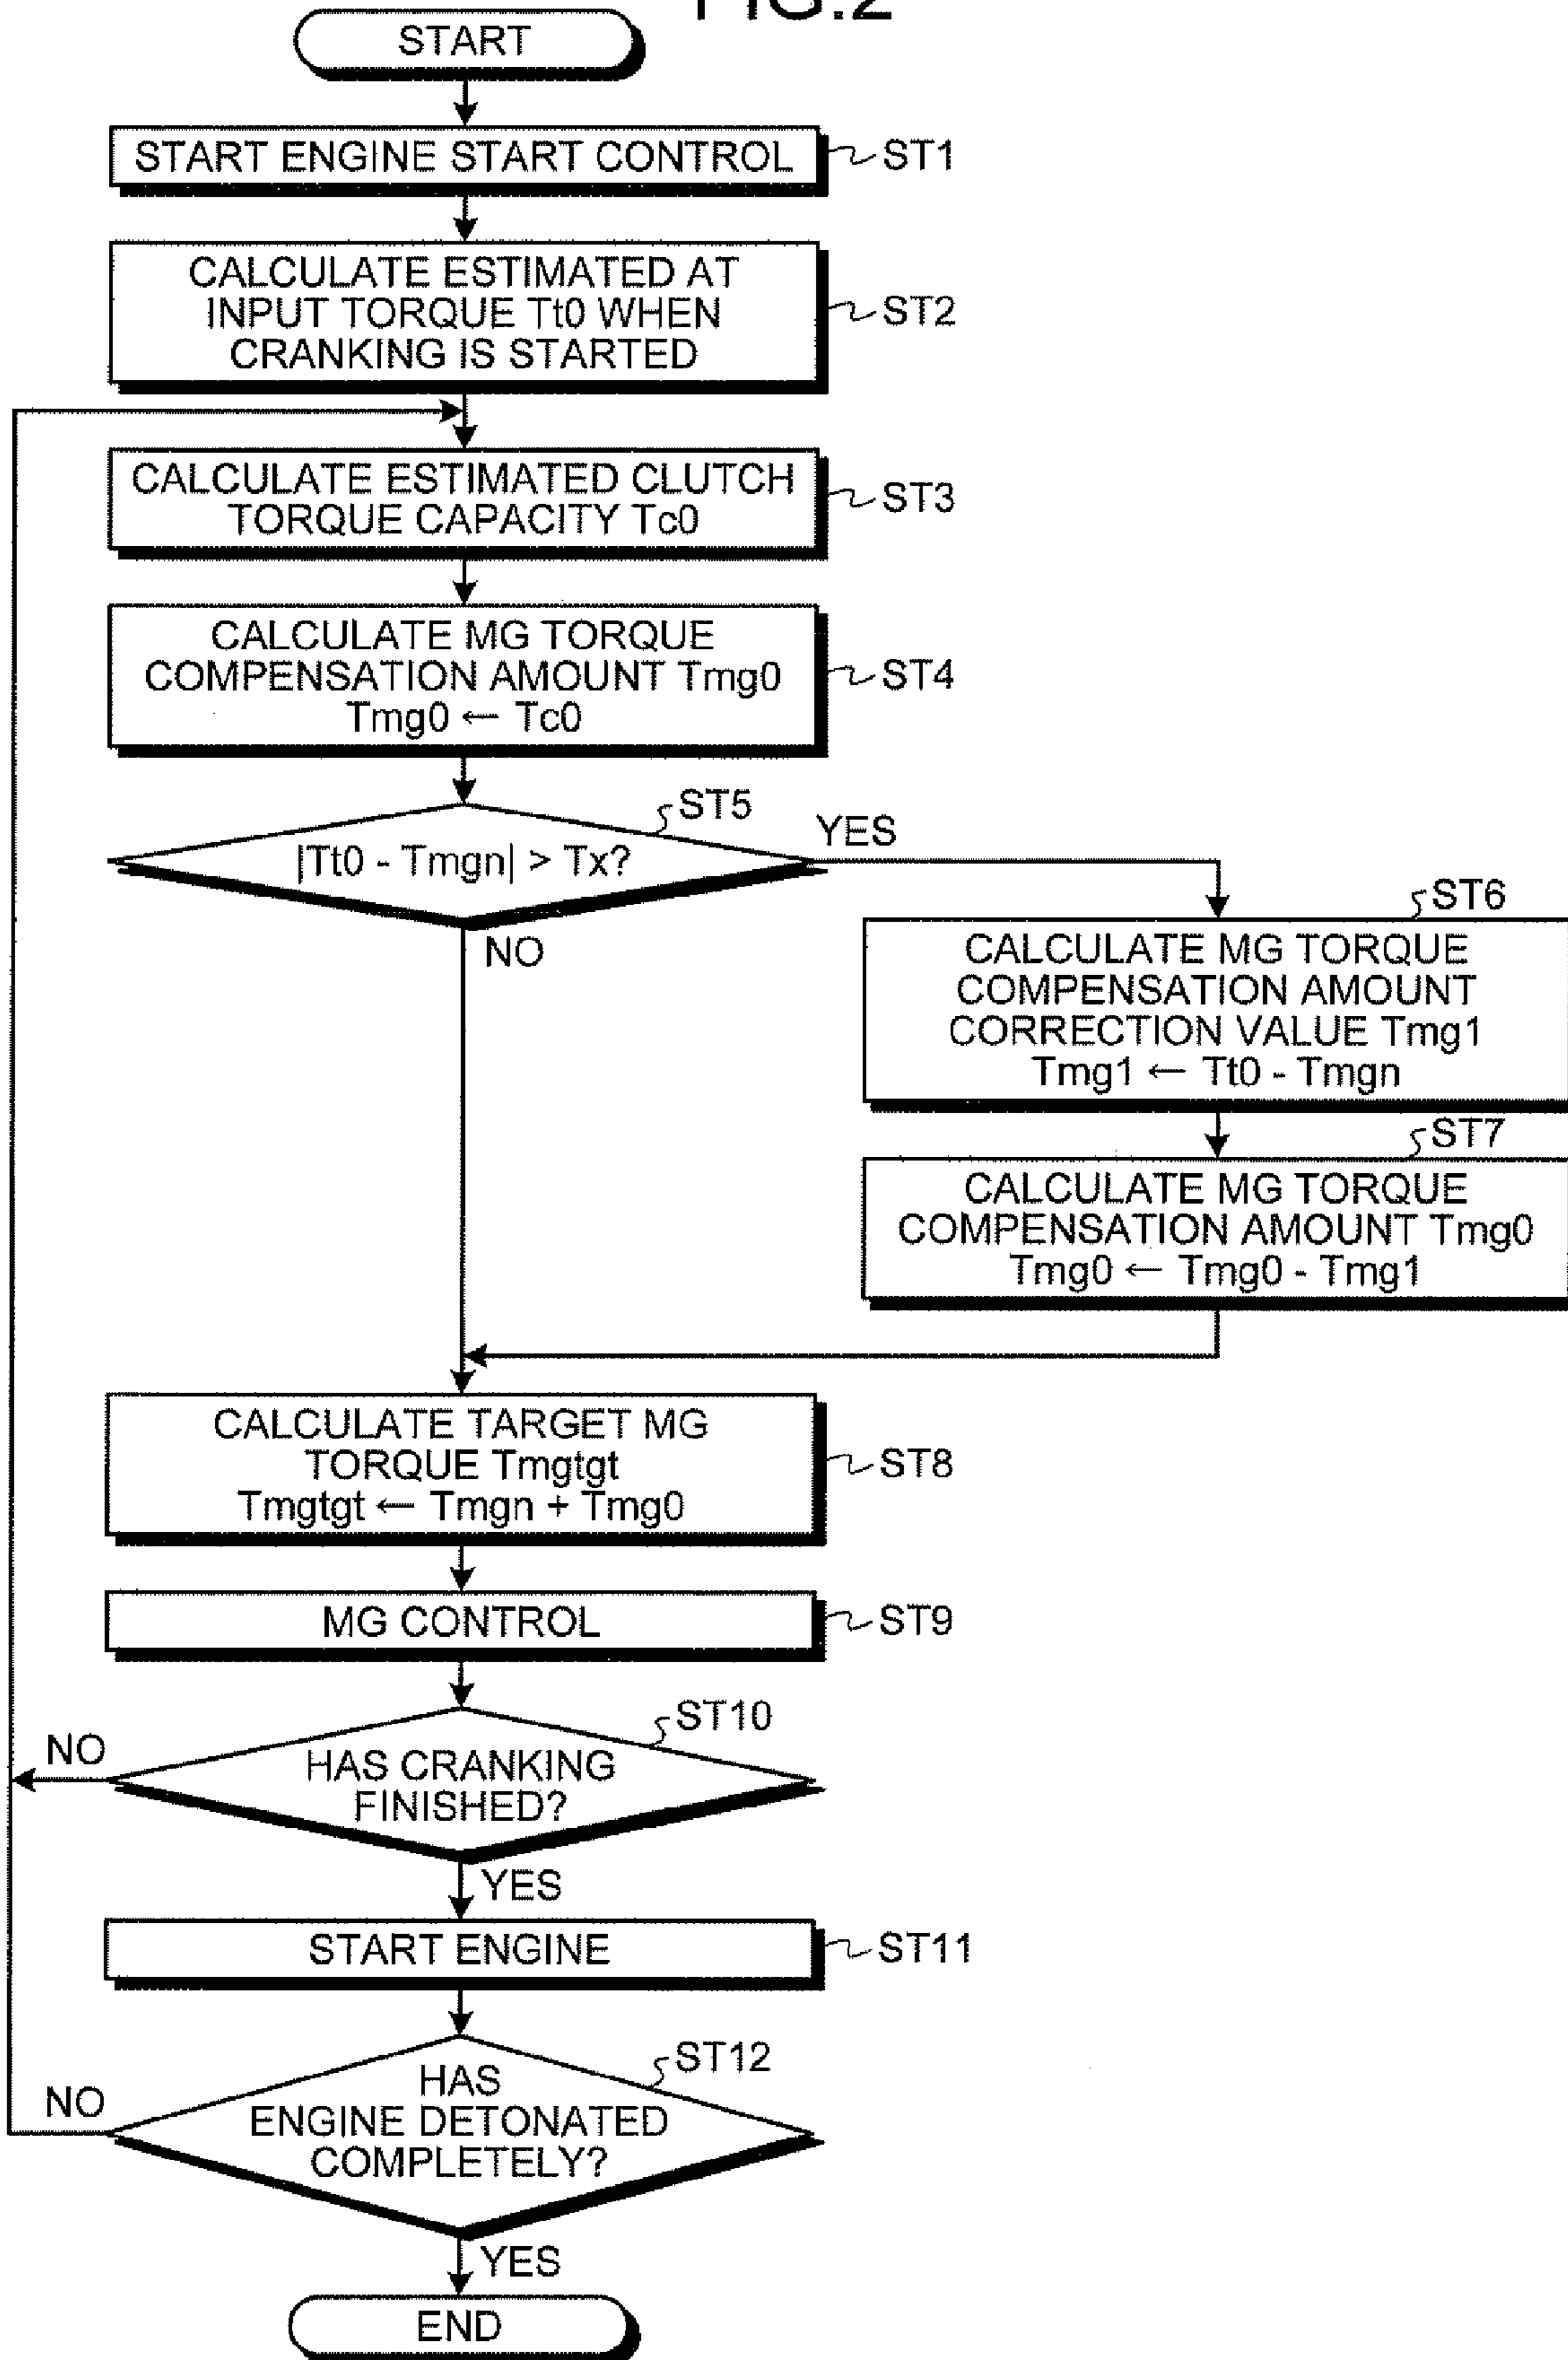 FIG.2
START
START ENGINE START CONTROL
ST1
CALCULATE ESTIMATED AT
INPUT TORQUE Tt0 WHEN
CRANKING IS STARTED
ST2
CALCULATE ESTIMATED CLUTCH
TORQUE CAPACITY Tc0
ST3
CALCULATE MG TORQUE
COMPENSATION AMOUNT Tmg0
Tmg0 ← Tc0
ST4
ST5
|Tt0 - Tmgn| > Tx?
YES
NO
ST6
CALCULATE MG TORQUE
COMPENSATION AMOUNT
CORRECTION VALUE Tmg1
Tmg1 ← Tt0 - Tmgn
ST7
CALCULATE MG TORQUE
COMPENSATION AMOUNT Tmg0
Tmg0 ← Tmg0 - Tmg1
CALCULATE TARGET MG
TORQUE Tmgtgt
Tmgtgt ← Tmgn + Tmg0
ST8
MG CONTROL
ST9
ST10
NO
HAS CRANKING
FINISHED?
YES
START ENGINE
ST11
ST12
NO
HAS
ENGINE DETONATED
COMPLETELY?
YES
END